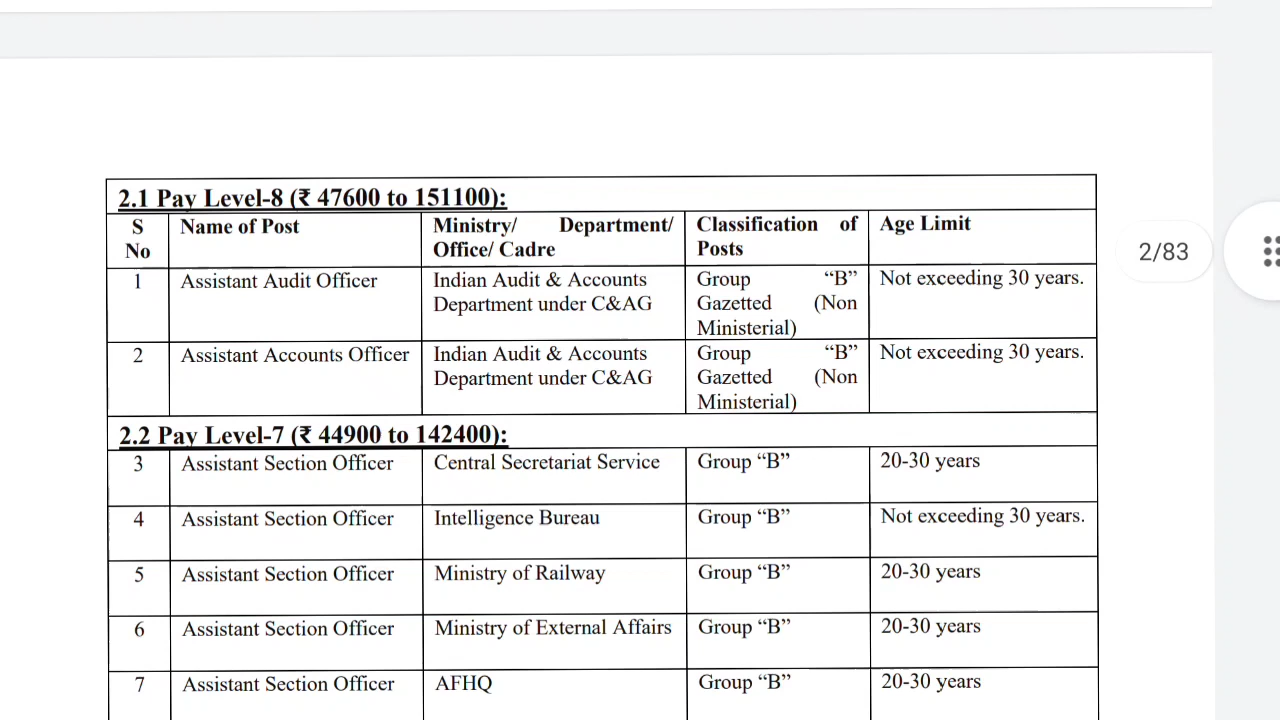 2.1 Pay Level-8 (₹ 47600 to 151100):
S No Name of Post Ministry/ Department/ Office/ Cadre Classification of Posts Age Limit
1 Assistant Audit Officer Indian Audit & Accounts Department under C&AG Group “B” Gazetted (Non Ministerial) Not exceeding 30 years.
2 Assistant Accounts Officer Indian Audit & Accounts Department under C&AG Group “B” Gazetted (Non Ministerial) Not exceeding 30 years.
2.2 Pay Level-7 (₹ 44900 to 142400):
3 Assistant Section Officer Central Secretariat Service Group “B” 20-30 years
4 Assistant Section Officer Intelligence Bureau Group “B” Not exceeding 30 years.
5 Assistant Section Officer Ministry of Railway Group “B” 20-30 years
6 Assistant Section Officer Ministry of External Affairs Group “B” 20-30 years
7 Assistant Section Officer AFHQ Group “B” 20-30 years
2/83